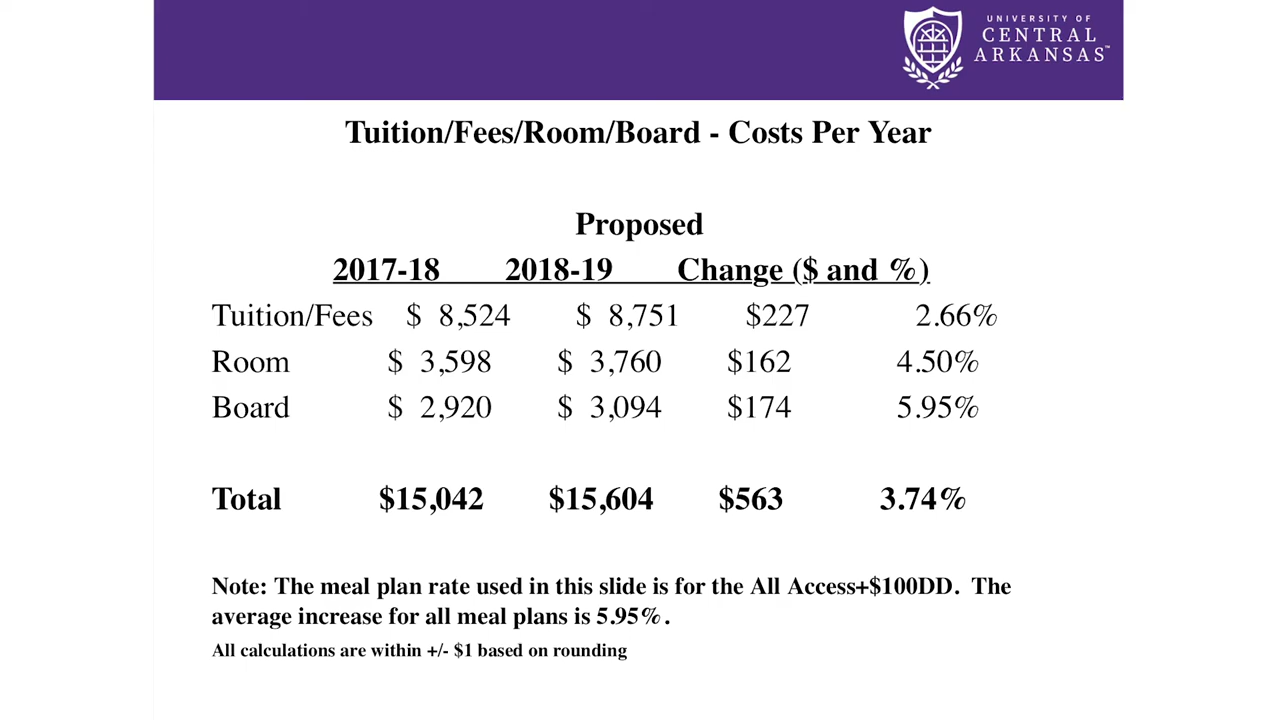 UNIVERSITY OF
CENTRAL
ARKANSAS™
Tuition/Fees/Room/Board - Costs Per Year
Proposed
2017-18 2018-19 Change ($ and %)
Tuition/Fees $ 8,524 $ 8,751 $227 2.66%
Room $ 3,598 $ 3,760 $162 4.50%
Board $ 2,920 $ 3,094 $174 5.95%
Total $15,042 $15,604 $563 3.74%
Note: The meal plan rate used in this slide is for the All Access+$100DD. The
average increase for all meal plans is 5.95%.
All calculations are within +/- $1 based on rounding